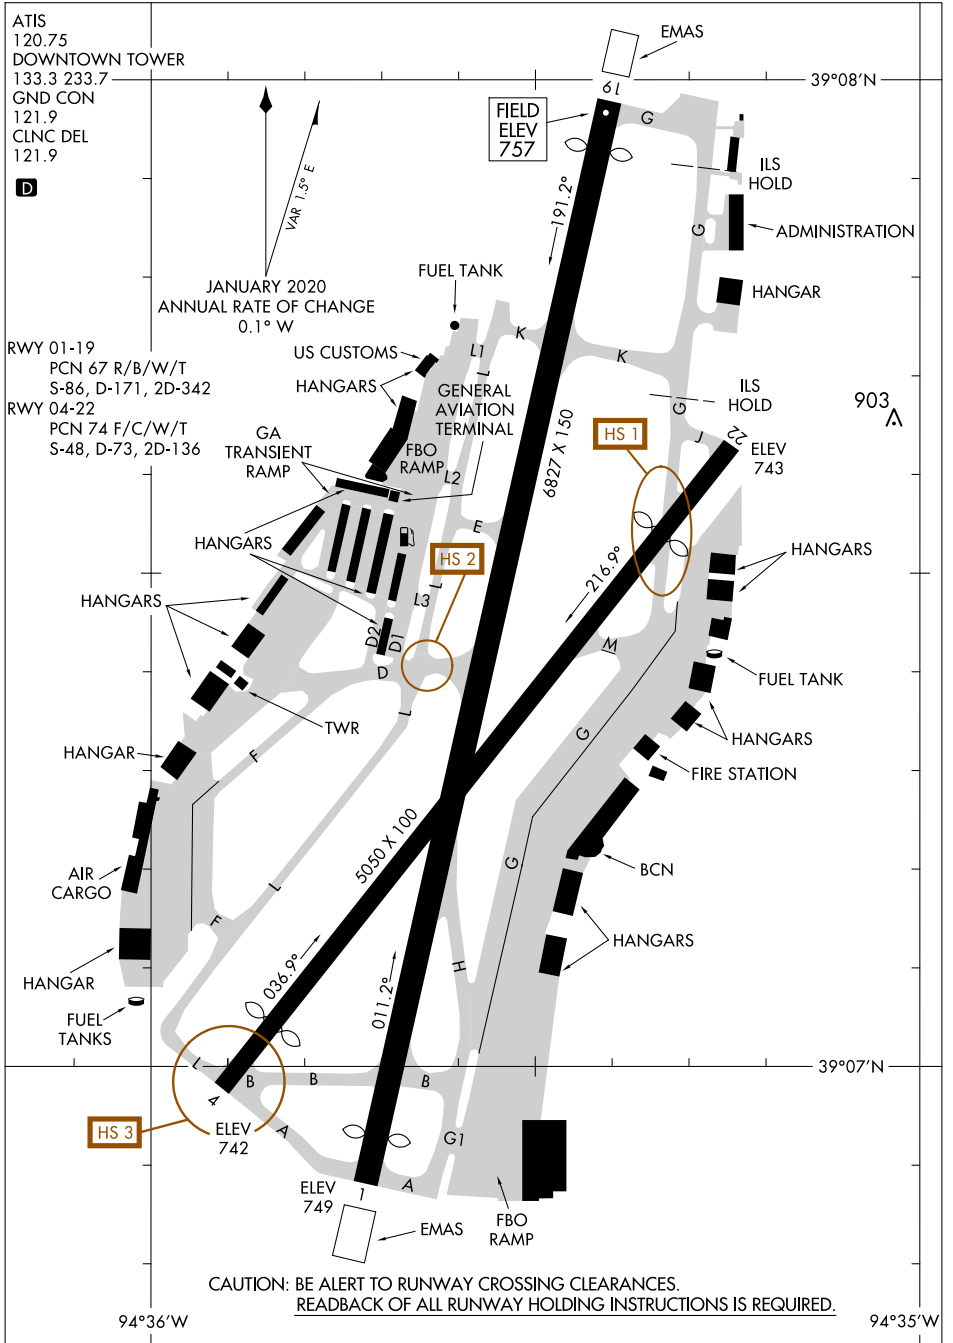 ATIS
120.75
DOWNTOWN TOWER
133.3 233.7
GND CON
121.9
CLNC DEL
121.9
D
EMAS
39°08'N
19
FIELD
ELEV
757
G
ILS
HOLD
VAR 1.5° E
191.2°
G
ADMINISTRATION
JANUARY 2020
ANNUAL RATE OF CHANGE
0.1° W
FUEL TANK
HANGAR
RWY 01-19
PCN 67 R/B/W/T
S-86, D-171, 2D-342
RWY 04-22
PCN 74 F/C/W/T
S-48, D-73, 2D-136
US CUSTOMS
HANGARS
L1
K
K
L
GENERAL
AVIATION
TERMINAL
ILS
HOLD
G
903
J
22
ELEV
743
HS 1
6827 X 150
GA
TRANSIENT
RAMP
FBO
RAMP
L2
E
HANGARS
HS 2
L
L3
216.9°
HANGARS
HANGARS
D2
D1
D
M
FUEL TANK
L
TWR
G
HANGARS
HANGAR
F
FIRE STATION
5050 X 100
G
BCN
AIR
CARGO
L
F
HANGARS
HANGAR
036.9°
011.2°
H
FUEL
TANKS
39°07'N
L
B
B
B
4
HS 3
ELEV
742
A
G1
ELEV
749
1
A
EMAS
FBO
RAMP
CAUTION: BE ALERT TO RUNWAY CROSSING CLEARANCES.
READBACK OF ALL RUNWAY HOLDING INSTRUCTIONS IS REQUIRED.
94°36'W
94°35'W